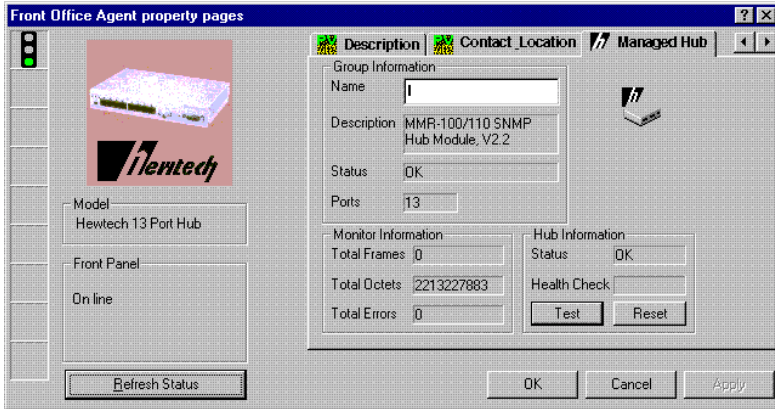 Front Office Agent property pages
Description
Contact_Location
Managed Hub
Hewtech
Model
Hewtech 13 Port Hub
Front Panel
On line
Refresh Status
Group Information
Name
Description MMR-100/110 SNMP
Hub Module, V2.2
Status OK
Ports 13
Monitor Information
Total Frames 0
Total Octets 2213227883
Total Errors 0
Hub Information
Status OK
Health Check
Test Reset
OK Cancel Apply